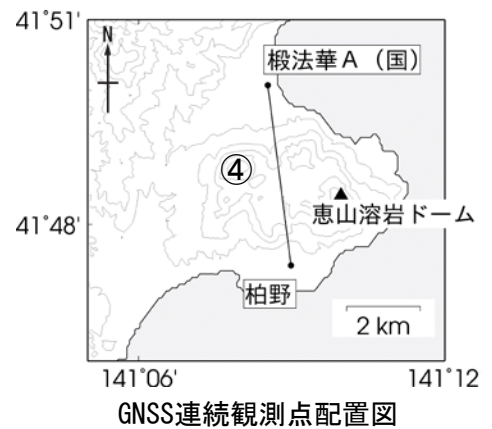 41°51'
N
椴法華Ａ（国）
④
恵山溶岩ドーム
41°48'
柏野
2 km
141°06'
141°12
GNSS連続観測点配置図